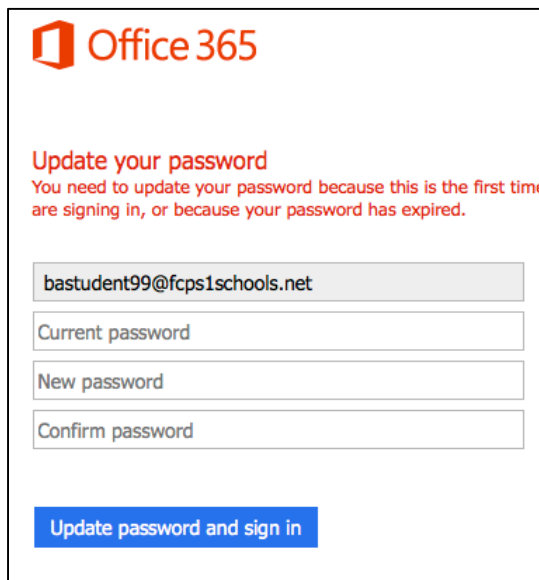 Office 365
Update your password
You need to update your password because this is the first time
are signing in, or because your password has expired.
bastudent99@fcps1schools.net
Current password
New password
Confirm password
Update password and sign in